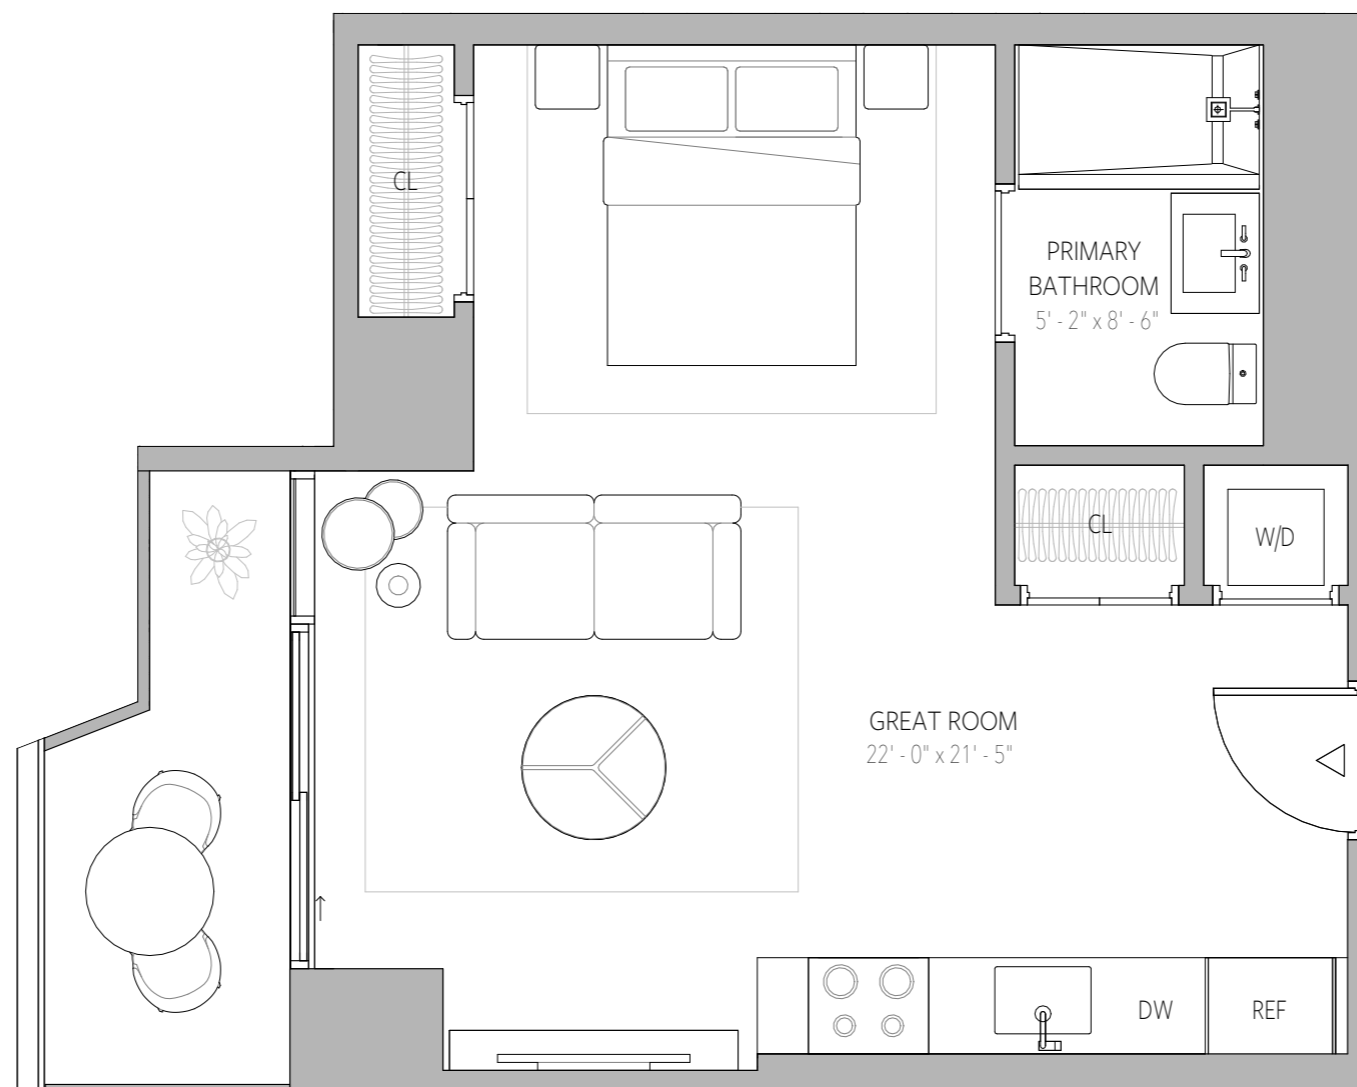 CL
PRIMARY
BATHROOM
5' - 2" x 8' - 6"
CL
W/D
GREAT ROOM
22' - 0" x 21' - 5"
DW
REF